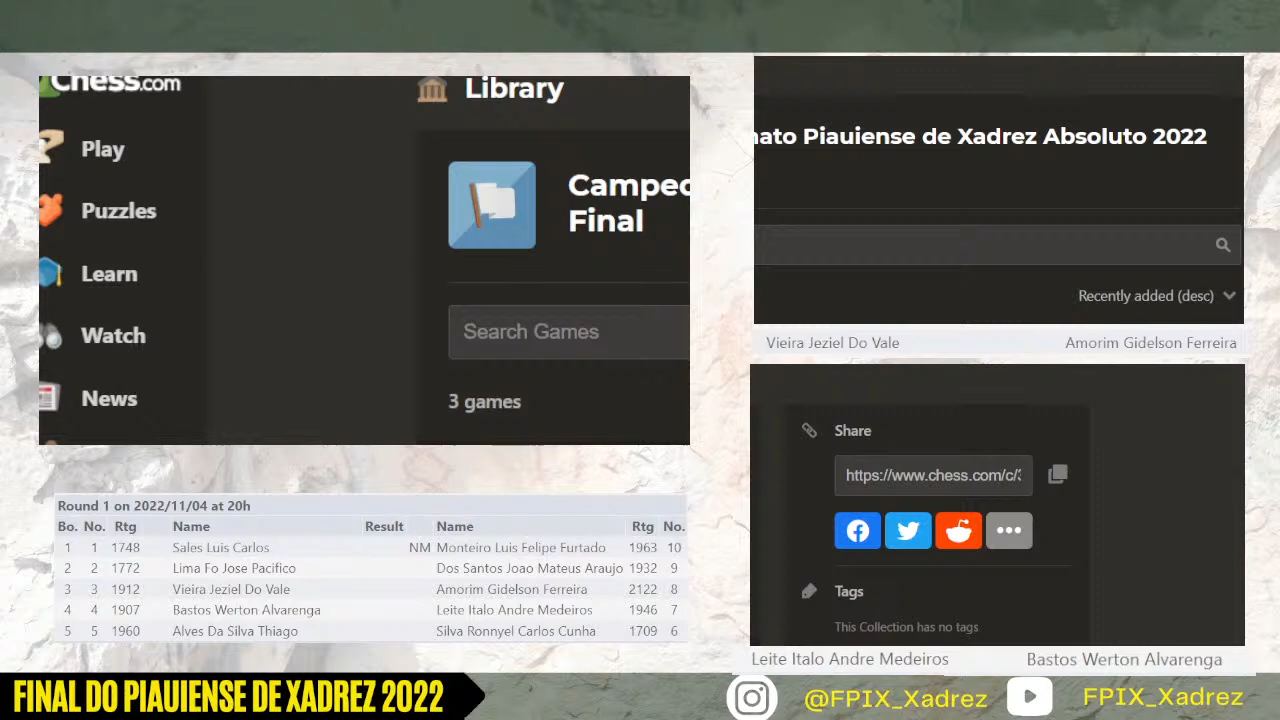 Chess.com
Play
Puzzles
Learn
Watch
News
Library
Final
Search Games
3 games
Piauiense de Xadrez Absoluto 2022
Recently added (desc)
Vieira Jeziel Do Vale Amorim Gidelson Ferreira
Share
https://www.chess.com/c/
Tags
This Collection has no tags
Leite Italo Andre Medeiros Bastos Werton Alvarenga
Round 1 on 2022/11/04 at 20h
Bo. No. Rtg Name Result Name Rtg No.
1 1 1748 Sales Luis Carlos NM Monteiro Luis Felipe Furtado 1963 10
2 2 1772 Lima Fo Jose Pacifico Dos Santos Joao Mateus Araujo 1932 9
3 3 1912 Vieira Jeziel Do Vale Amorim Gidelson Ferreira 2122 8
4 4 1907 Bastos Werton Alvarenga Leite Italo Andre Medeiros 1946 7
5 5 1960 Alves Da Silva Thiago Silva Ronnyel Carlos Cunha 1709 6
FINAL DO PIAUIENSE DE XADREZ 2022
@FPIX_Xadrez
FPIX_Xadrez